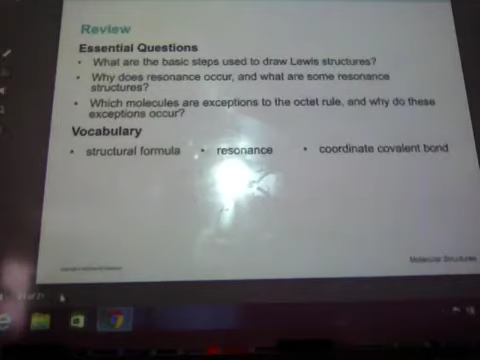 Review
Essential Questions
• What are the basic steps used to draw Lewis structures?
• Why does resonance occur, and what are some resonance
structures?
• Which molecules are exceptions to the octet rule, and why do these
exceptions occur?
Vocabulary
• structural formula • resonance • coordinate covalent bond
Molecular Structures